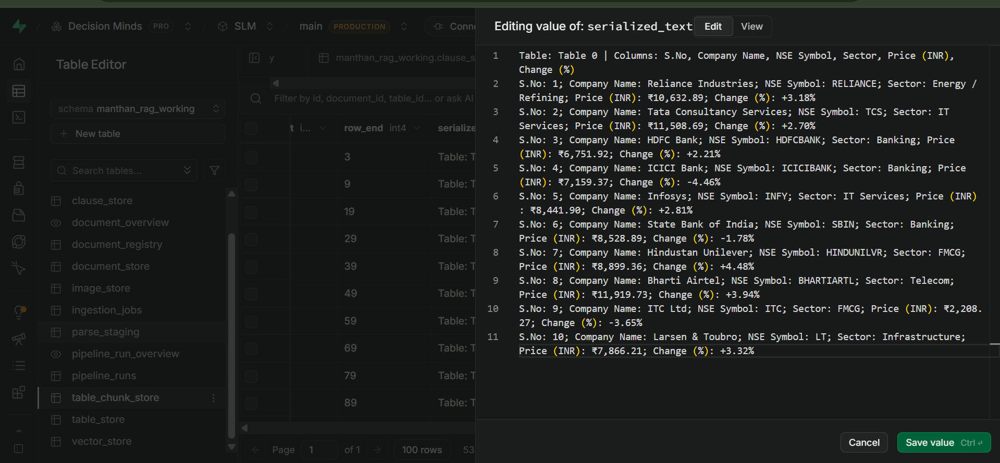 Decision Minds PRO
SLM
main PRODUCTION
Conne
Editing value of: serialized_text
Edit View
Table Editor
schema manthan_rag_working
New table
Search tables...
clause_store
document_overview
document_registry
document_store
image_store
ingestion_jobs
parse_staging
pipeline_run_overview
pipeline_runs
table_chunk_store
table_store
vector_store
y
manthan_rag_working.clause_s
Filter by id, document_id, table_id... or ask AI
t i... row_end int4 serialize
3 Table: T
9 Table: T
19 Table: T
29 Table: T
39 Table: T
49 Table: T
59 Table: T
69 Table: T
79 Table: T
89 Table: T
Page 1 of 1 100 rows 53
1 Table: Table 0 | Columns: S.No, Company Name, NSE Symbol, Sector, Price (INR),
Change (%)
2 S.No: 1; Company Name: Reliance Industries; NSE Symbol: RELIANCE; Sector: Energy /
Refining; Price (INR): ₹10,632.89; Change (%): +3.18%
3 S.No: 2; Company Name: Tata Consultancy Services; NSE Symbol: TCS; Sector: IT
Services; Price (INR): ₹11,508.69; Change (%): +2.70%
4 S.No: 3; Company Name: HDFC Bank; NSE Symbol: HDFCBANK; Sector: Banking; Price
(INR): ₹6,751.92; Change (%): +2.21%
5 S.No: 4; Company Name: ICICI Bank; NSE Symbol: ICICIBANK; Sector: Banking; Price
(INR): ₹7,159.37; Change (%): -4.46%
6 S.No: 5; Company Name: Infosys; NSE Symbol: INFY; Sector: IT Services; Price (INR)
: ₹8,441.90; Change (%): +2.81%
7 S.No: 6; Company Name: State Bank of India; NSE Symbol: SBIN; Sector: Banking;
Price (INR): ₹8,528.89; Change (%): -1.78%
8 S.No: 7; Company Name: Hindustan Unilever; NSE Symbol: HINDUNILVR; Sector: FMCG;
Price (INR): ₹8,899.36; Change (%): +4.48%
9 S.No: 8; Company Name: Bharti Airtel; NSE Symbol: BHARTIARTL; Sector: Telecom;
Price (INR): ₹11,919.73; Change (%): +3.94%
10 S.No: 9; Company Name: ITC Ltd; NSE Symbol: ITC; Sector: FMCG; Price (INR): ₹2,208.
27; Change (%): -3.65%
11 S.No: 10; Company Name: Larsen & Toubro; NSE Symbol: LT; Sector: Infrastructure;
Price (INR): ₹7,866.21; Change (%): +3.32%
Cancel Save value Ctrl